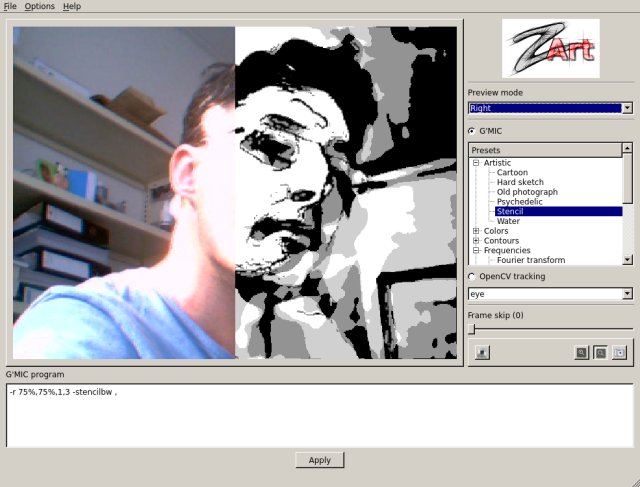 File Options Help
ZArt
Preview mode
Right
G'MIC
Presets
Artistic
Cartoon
Hard sketch
Old photograph
Psychedelic
Stencil
Water
Colors
Contours
Frequencies
Fourier transform
OpenCV tracking
eye
Frame skip (0)
G'MIC program
-r 75%,75%,1,3 -stencilbw ,
Apply